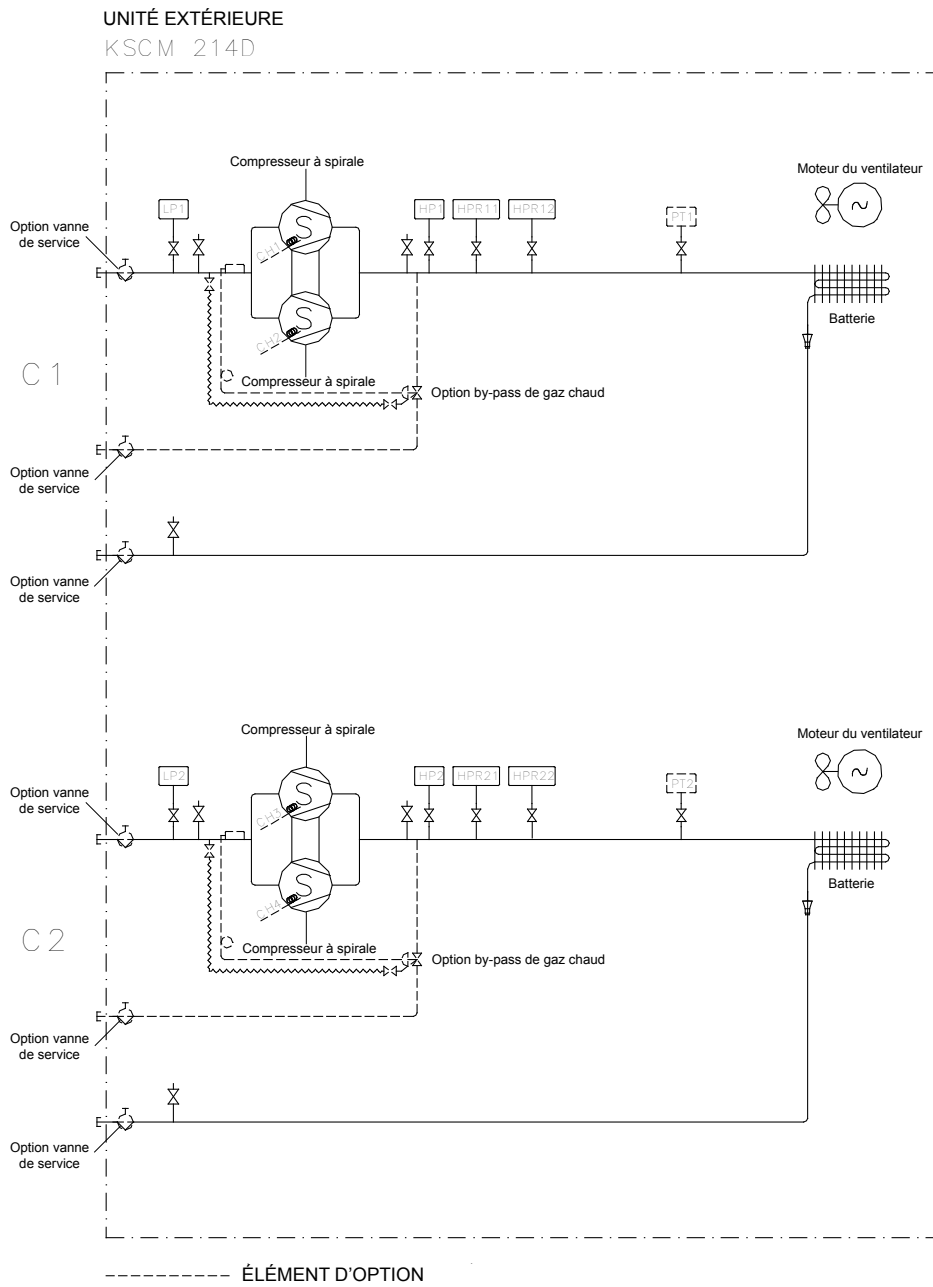 UNITÉ EXTÉRIEURE
KSCM 214D
Compresseur à spirale
Moteur du ventilateur
LP1
HP1
HPR11
HPR12
PT1
Option vanne
de service
S
CH1
~
S
CH2
Batterie
C1
Compresseur à spirale
Option by-pass de gaz chaud
Option vanne
de service
Option vanne
de service
Compresseur à spirale
Moteur du ventilateur
LP2
HP2
HPR21
HPR22
PT2
Option vanne
de service
S
CH3
~
S
CH4
Batterie
C2
Compresseur à spirale
Option by-pass de gaz chaud
Option vanne
de service
Option vanne
de service
ÉLÉMENT D'OPTION